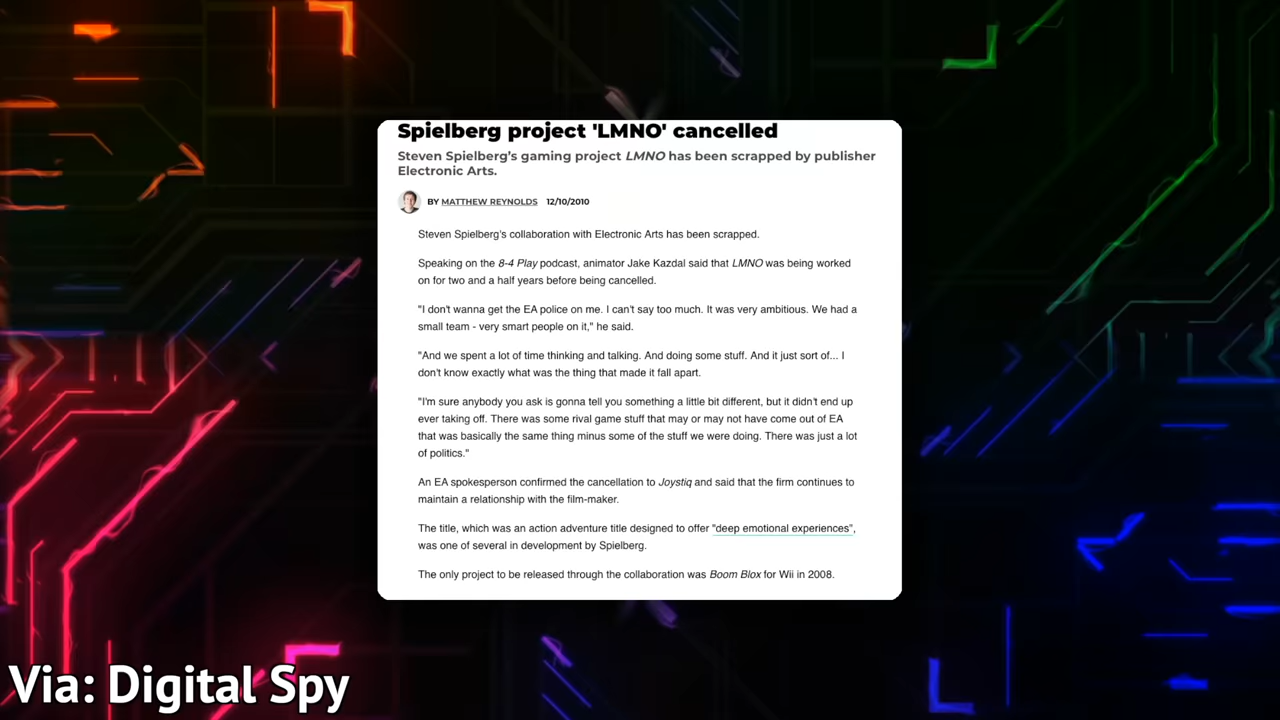 Spielberg project 'LMNO' cancelled
Steven Spielberg's gaming project LMNO has been scrapped by publisher
Electronic Arts.
BY MATTHEW REYNOLDS 12/10/2010
Steven Spielberg's collaboration with Electronic Arts has been scrapped.
Speaking on the 8-4 Play podcast, animator Jake Kazdal said that LMNO was being worked
on for two and a half years before being cancelled.
"I don't wanna get the EA police on me. I can't say too much. It was very ambitious. We had a
small team - very smart people on it," he said.
"And we spent a lot of time thinking and talking. And doing some stuff. And it just sort of... I
don't know exactly what was the thing that made it fall apart.
"I'm sure anybody you ask is gonna tell you something a little bit different, but it didn't end up
ever taking off. There was some rival game stuff that may or may not have come out of EA
that was basically the same thing minus some of the stuff we were doing. There was just a lot
of politics."
An EA spokesperson confirmed the cancellation to Joystiq and said that the firm continues to
maintain a relationship with the film-maker.
The title, which was an action adventure title designed to offer "deep emotional experiences",
was one of several in development by Spielberg.
The only project to be released through the collaboration was Boom Blox for Wii in 2008.
Via: Digital Spy